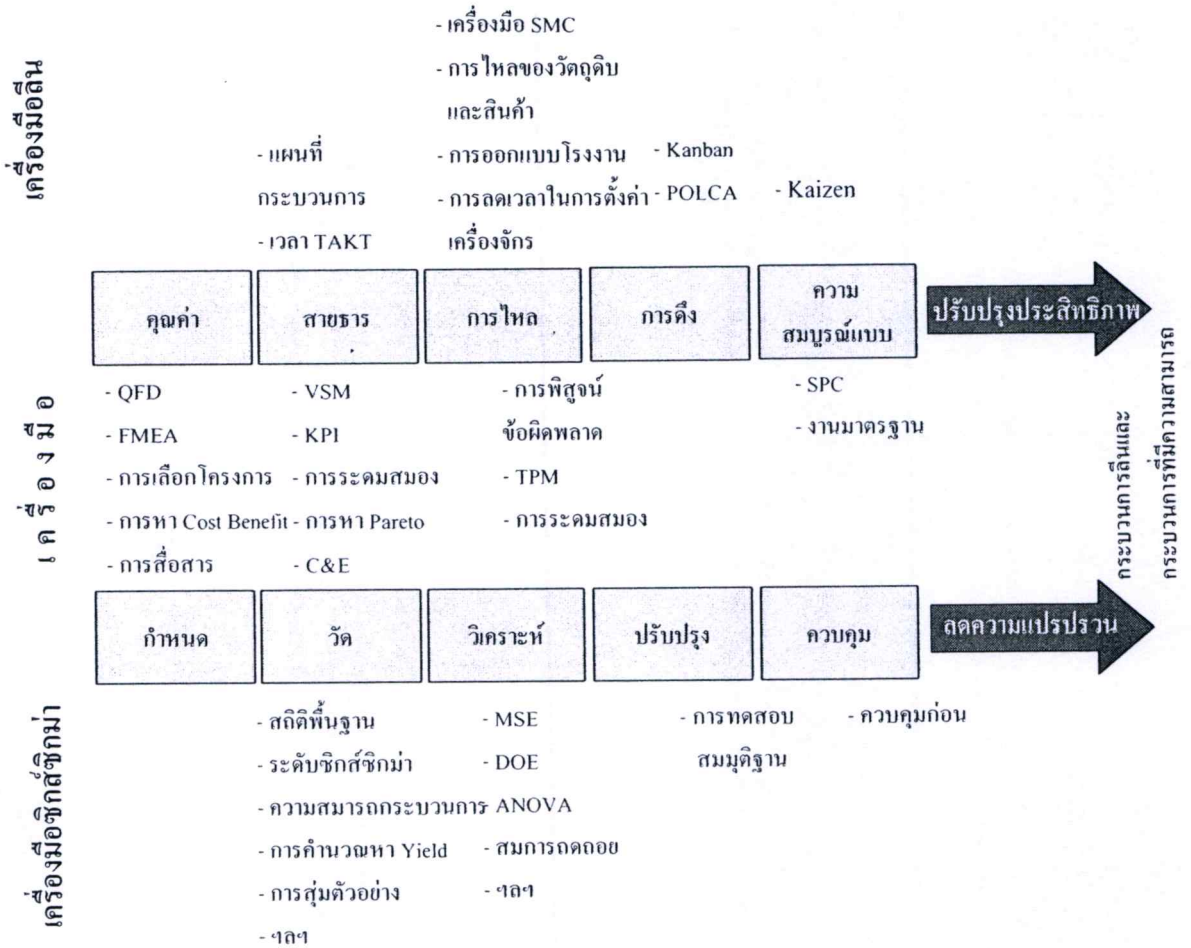 เครื่องมือลีน
- เครื่องมือ SMC
- การไหลของวัตถุดิบ
และสินค้า
- แผนที่
กระบวนการ
- เวลา TAKT
- การออกแบบโรงงาน
- การลดเวลาในการตั้งค่า
เครื่องจักร
- Kanban
- POLCA
- Kaizen
คุณค่า
สายธาร
การไหล
การดึง
ความ
สมบูรณ์แบบ
ปรับปรุงประสิทธิภาพ
เครื่องมือ
- QFD
- FMEA
- การเลือกโครงการ
- การหา Cost Benefit
- การสื่อสาร
- VSM
- KPI
- การระดมสมอง
- การหา Pareto
- C&E
- การพิสูจน์
ข้อผิดพลาด
- TPM
- การระดมสมอง
- SPC
- งานมาตรฐาน
กระบวนการลีนและ
กระบวนการที่มีความสามารถ
กำหนด
วัด
วิเคราะห์
ปรับปรุง
ควบคุม
ลดความแปรปรวน
เครื่องมือซิกส์ซิกม่า
- สถิติพื้นฐาน
- ระดับซิกส์ซิกม่า
- ความสมารถกระบวนการ
- การคำนวณหา Yield
- การสุ่มตัวอย่าง
- ฯลฯ
- MSE
- DOE
- ANOVA
- สมการถดถอย
- ฯลฯ
- การทดสอบ
สมมุติฐาน
- ควบคุมก่อน